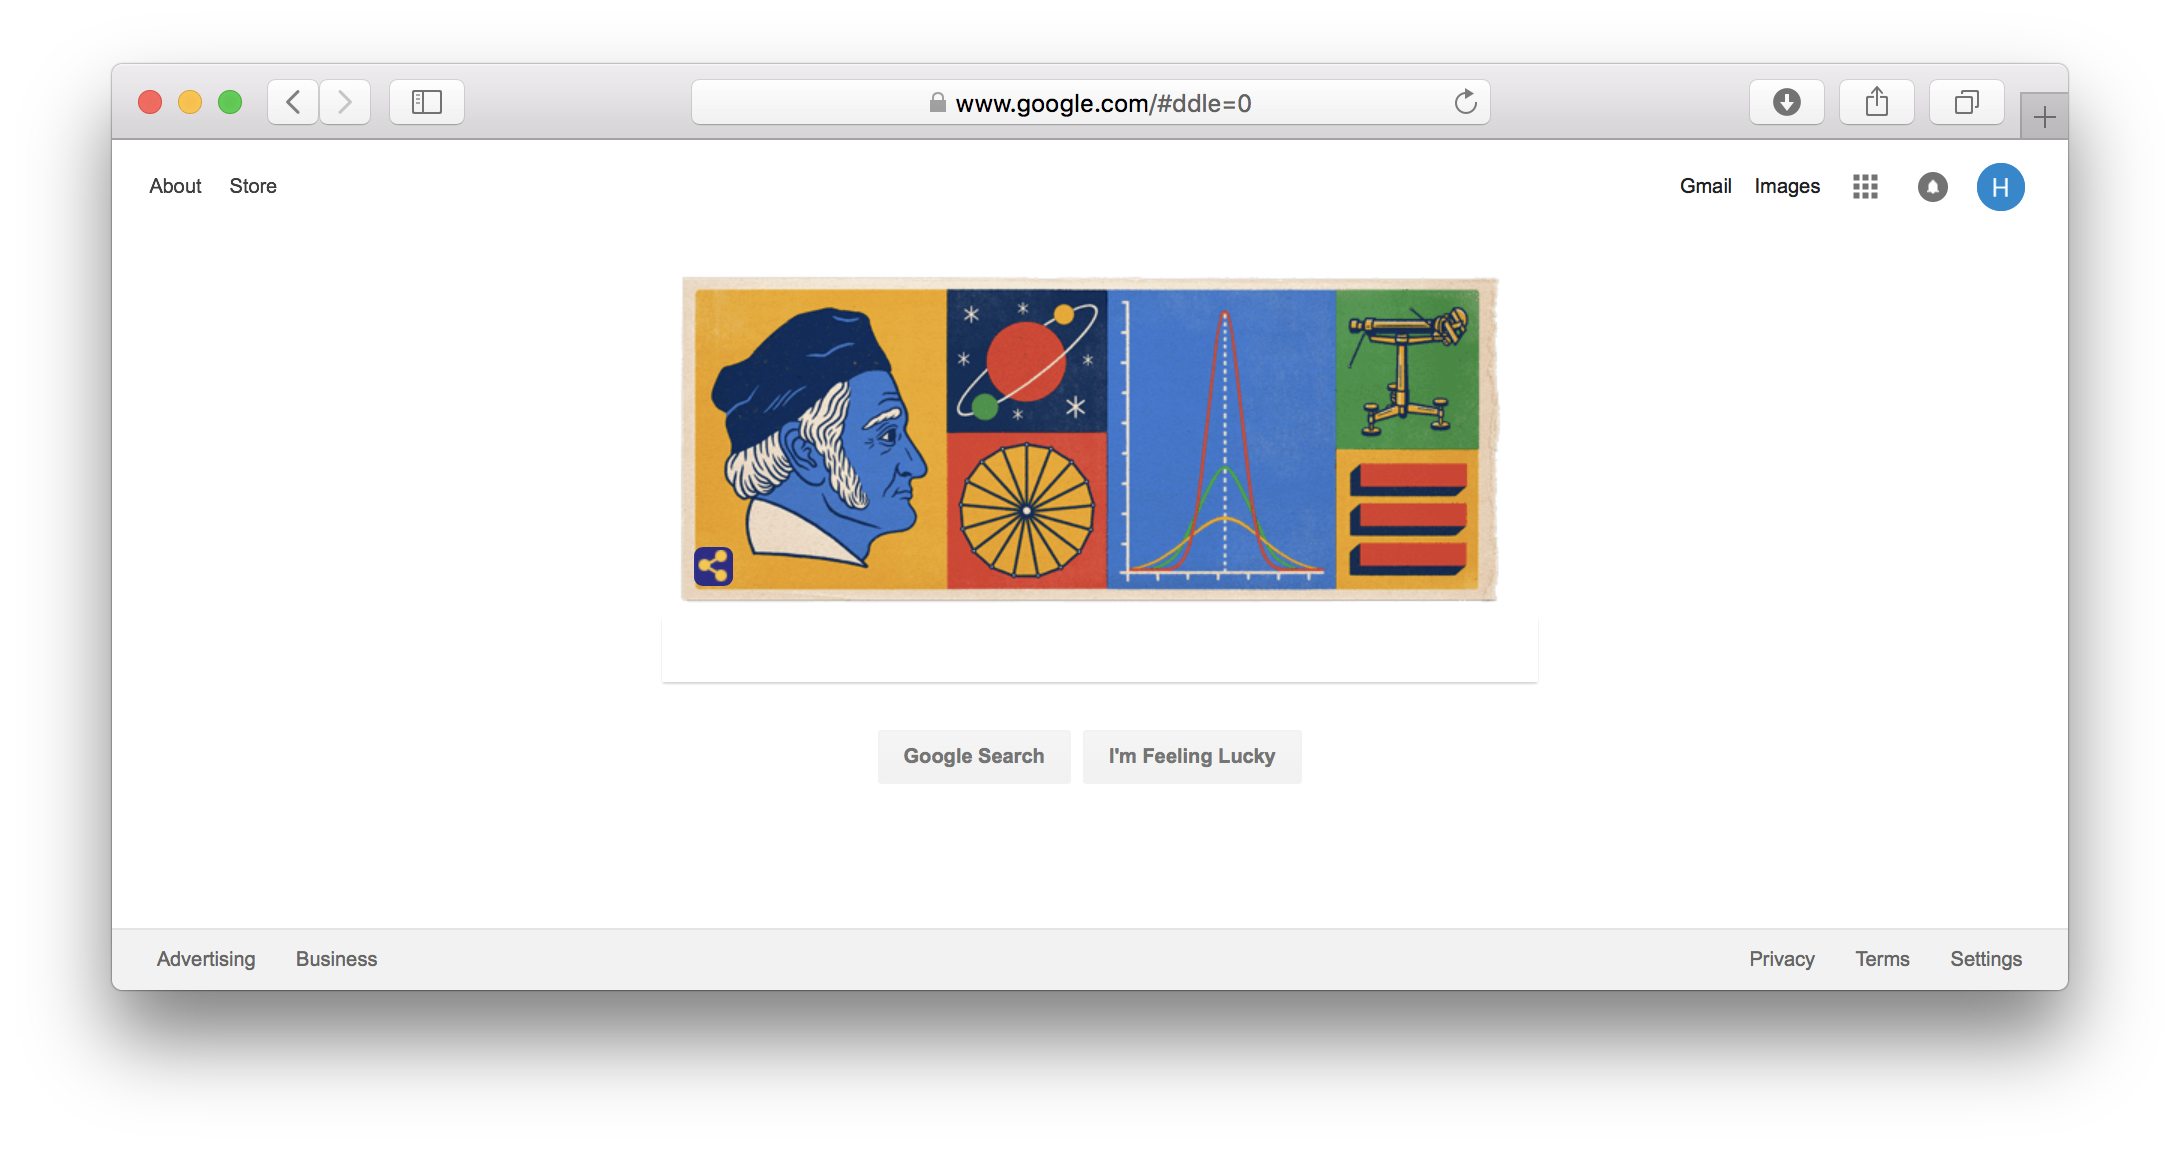 www.google.com/#ddle=0
About Store
Gmail Images
H
Google Search I'm Feeling Lucky
Advertising Business
Privacy Terms Settings